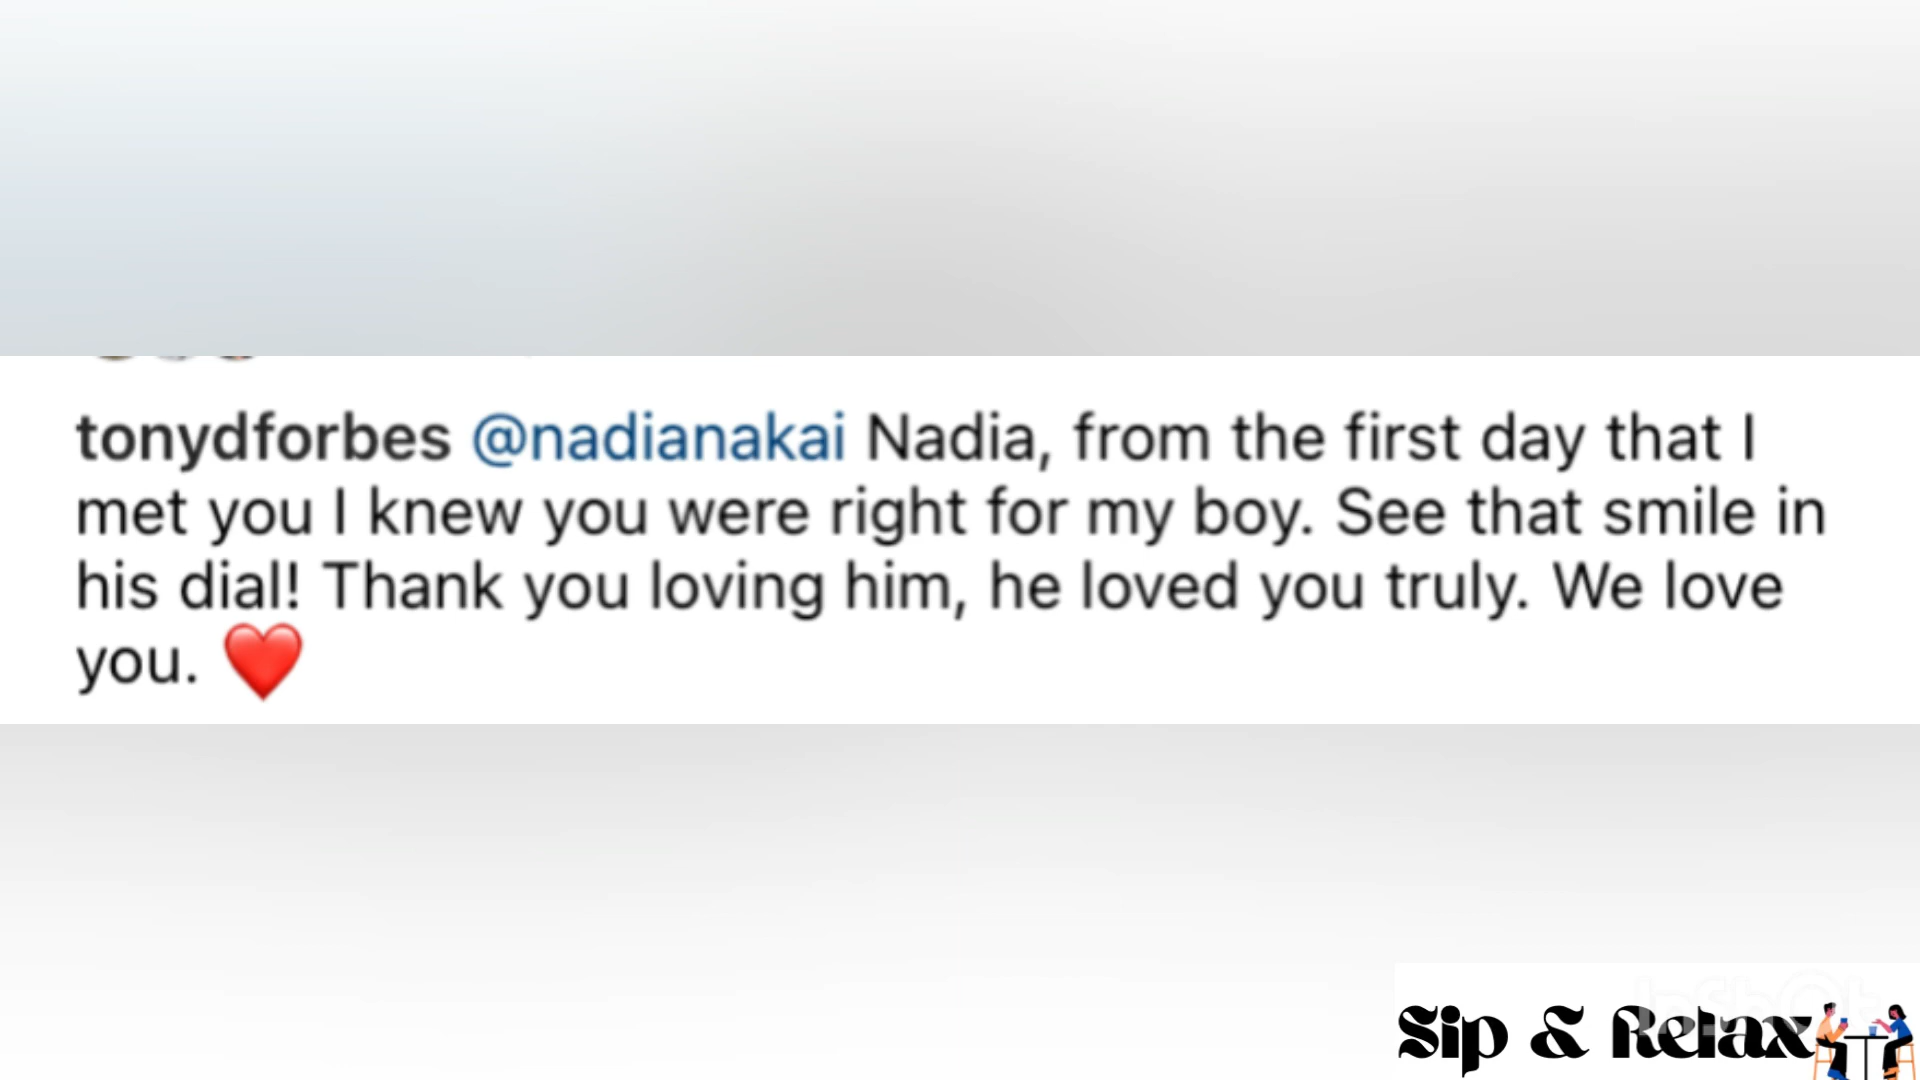 tonydforbes @nadianakai Nadia, from the first day that I
met you I knew you were right for my boy. See that smile in
his dial! Thank you loving him, he loved you truly. We love
you. ❤️
Sip & Relax
InShOt